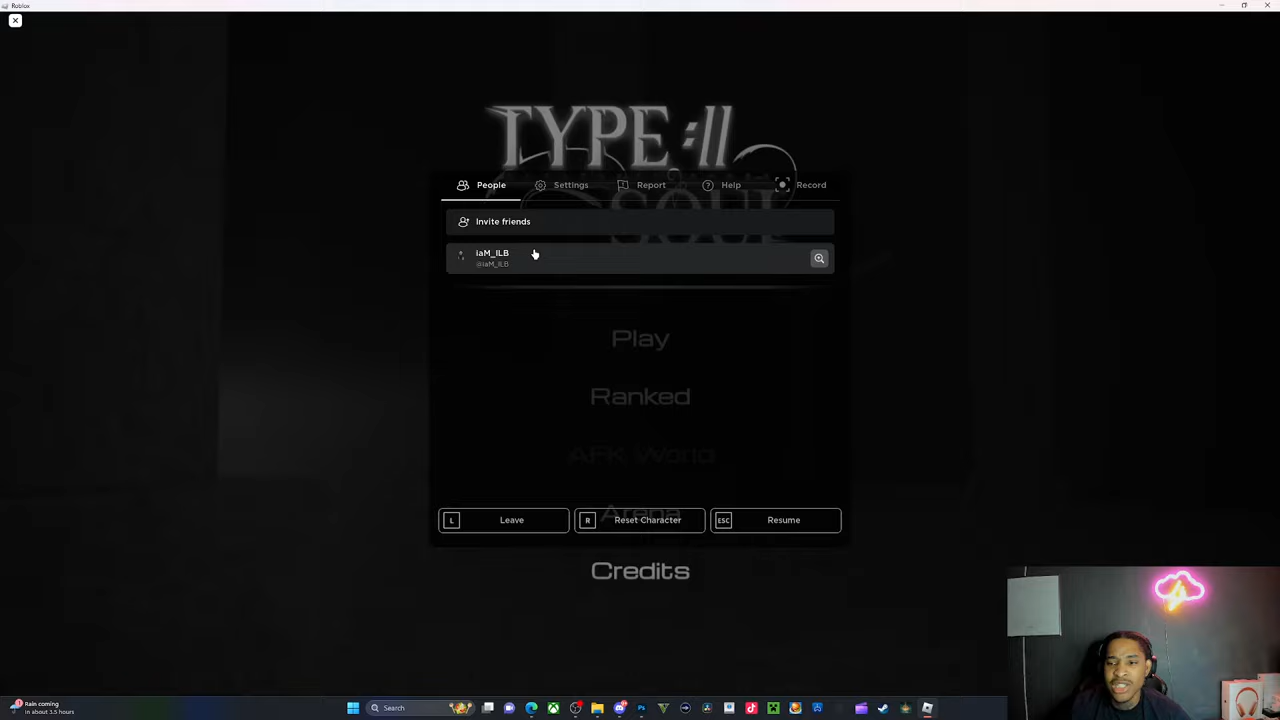 Roblox
TYPE://
SOUL
People
Settings
Report
Help
Record
Invite friends
iaM_ILB
@iaM_ILB
Play
Ranked
AFK World
Arena
L
Leave
R
Reset Character
ESC
Resume
Credits
Rain coming
In about 3.5 hours
Search